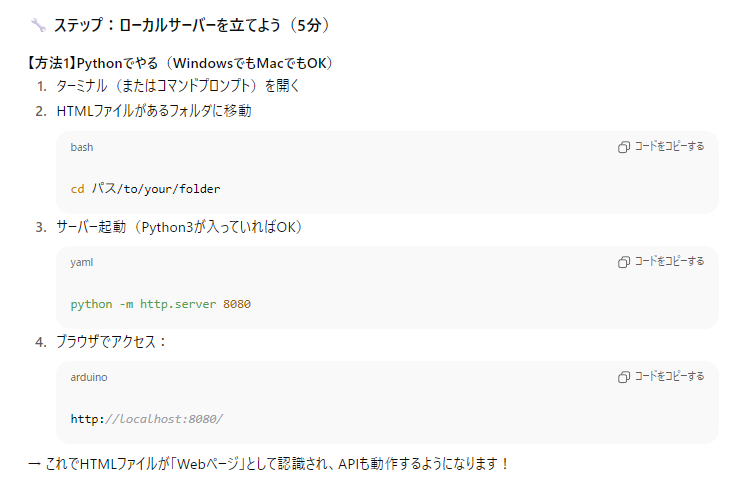 🔧 ステップ：ローカルサーバーを立てよう（5分）
【方法1】Pythonでやる（WindowsでもMacでもOK）
1. ターミナル（またはコマンドプロンプト）を開く
2. HTMLファイルがあるフォルダに移動
bash コードをコピーする
cd パス/to/your/folder
3. サーバー起動（Python3が入っていればOK）
yaml コードをコピーする
python -m http.server 8080
4. ブラウザでアクセス：
arduino コードをコピーする
http://localhost:8080/
→ これでHTMLファイルが「Webページ」として認識され、APIも動作するようになります！